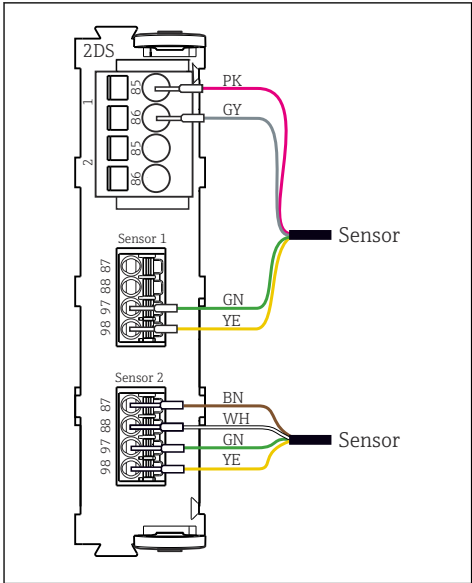 2DS
1
85
PK
86
GY
2
85
86
Sensor
Sensor 1
87
88
97
GN
98
YE
Sensor 2
87
BN
88
WH
97
GN
98
YE
Sensor